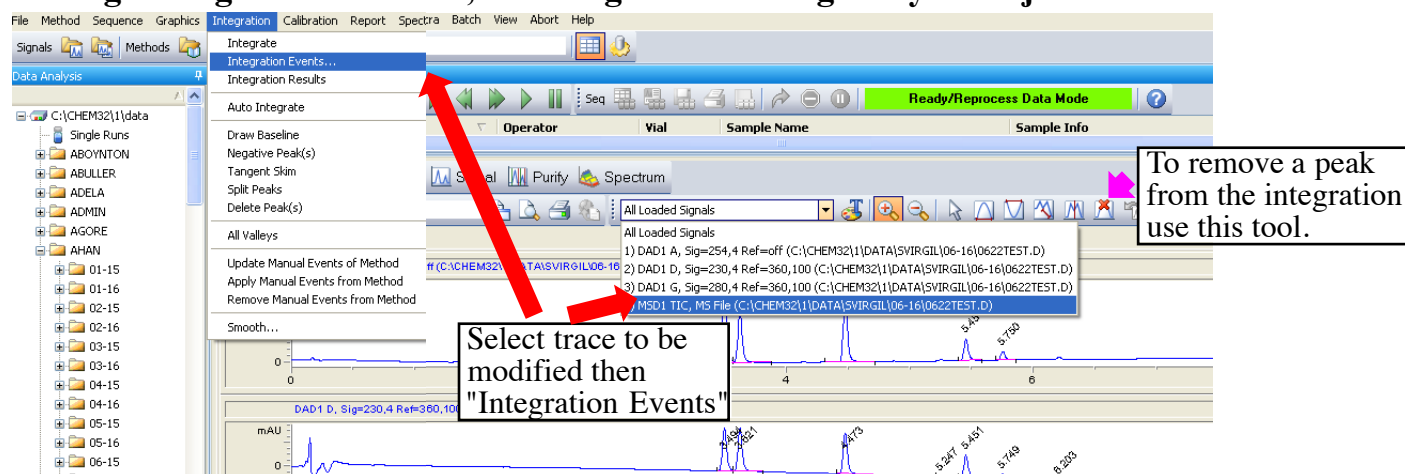 File Method Sequence Graphics Integration Calibration Report Spectra Batch View Abort Help
Signals Methods
Integrate
Integration Events...
Integration Results
Auto Integrate
Draw Baseline
Negative Peak(s)
Tangent Skim
Split Peaks
Delete Peak(s)
All Valleys
Update Manual Events of Method
Apply Manual Events from Method
Remove Manual Events from Method
Smooth...
Data Analysis
C:\CHEM32\1\data
Single Runs
ABOYNTON
ABULLER
ADELA
ADMIN
AGORE
AHAN
01-15
01-16
02-15
02-16
03-15
03-16
04-15
04-16
05-15
05-16
06-15
Seq Ready/Reprocess Data Mode
Operator Vial Sample Name Sample Info
Purify Spectrum
To remove a peak
from the integration
use this tool.
All Loaded Signals
All Loaded Signals
1) DAD1 A, Sig=254,4 Ref=off (C:\CHEM32\1\DATA\SVIRGIL\06-16\0622TEST.D)
2) DAD1 D, Sig=230,4 Ref=360,100 (C:\CHEM32\1\DATA\SVIRGIL\06-16\0622TEST.D)
3) DAD1 G, Sig=280,4 Ref=360,100 (C:\CHEM32\1\DATA\SVIRGIL\06-16\0622TEST.D)
MSD1 TIC, MS File (C:\CHEM32\1\DATA\SVIRGIL\06-16\0622TEST.D)
Select trace to be
modified then
"Integration Events"
5.750
0
0 4 6
DAD1 D, Sig=230,4 Ref=360,100
mAU
4.473 5.247 5.451 5.749 6.203
0